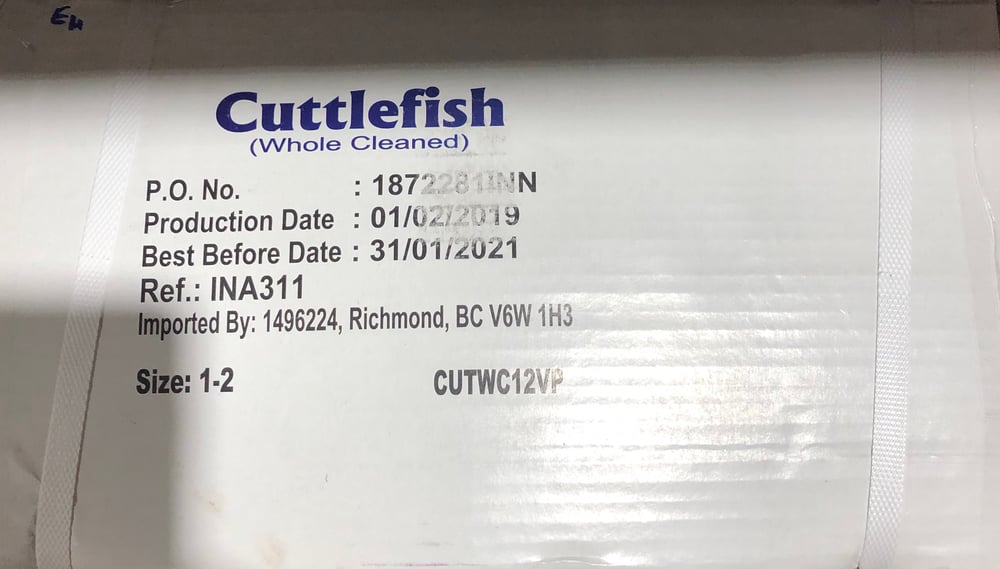 EH
Cuttlefish
(Whole Cleaned)
P.O. No. : 1872281INN
Production Date : 01/02/2019
Best Before Date : 31/01/2021
Ref.: INA311
Imported By: 1496224, Richmond, BC V6W 1H3
Size: 1-2 CUTWC12VP